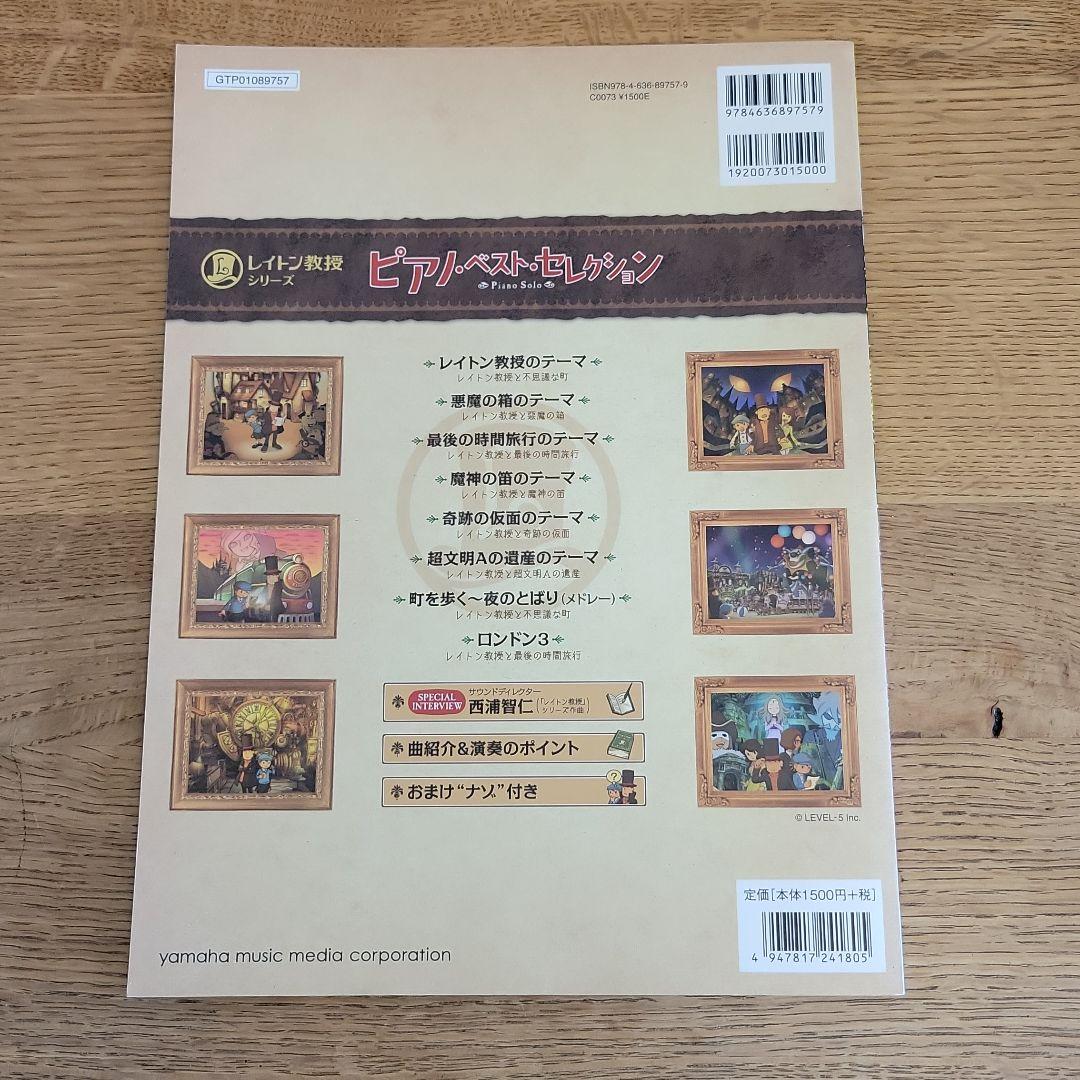 GTP01089757
ISBN978-4-636-89757-9
C0073 ¥1500E
9784636897579
1920073015000
L
レイトン教授
シリーズ
ピアノ・ベスト・セレクション
Piano Solo
レイトン教授のテーマ
レイトン教授と不思議な町
悪魔の箱のテーマ
レイトン教授と悪魔の箱
最後の時間旅行のテーマ
レイトン教授と最後の時間旅行
魔神の笛のテーマ
レイトン教授と魔神の笛
奇跡の仮面のテーマ
レイトン教授と奇跡の仮面
超文明Aの遺産のテーマ
レイトン教授と超文明Aの遺産
町を歩く〜夜のとばり(メドレー)
レイトン教授と不思議な町
ロンドン3
レイトン教授と最後の時間旅行
SPECIAL
INTERVIEW
サウンドディレクター
西浦智仁(「レイトン教授」シリーズ作曲)
曲紹介&演奏のポイント
おまけ“ナゾ”付き
?
© LEVEL-5 Inc.
定価[本体1500円+税]
4 947817 241805
yamaha music media corporation